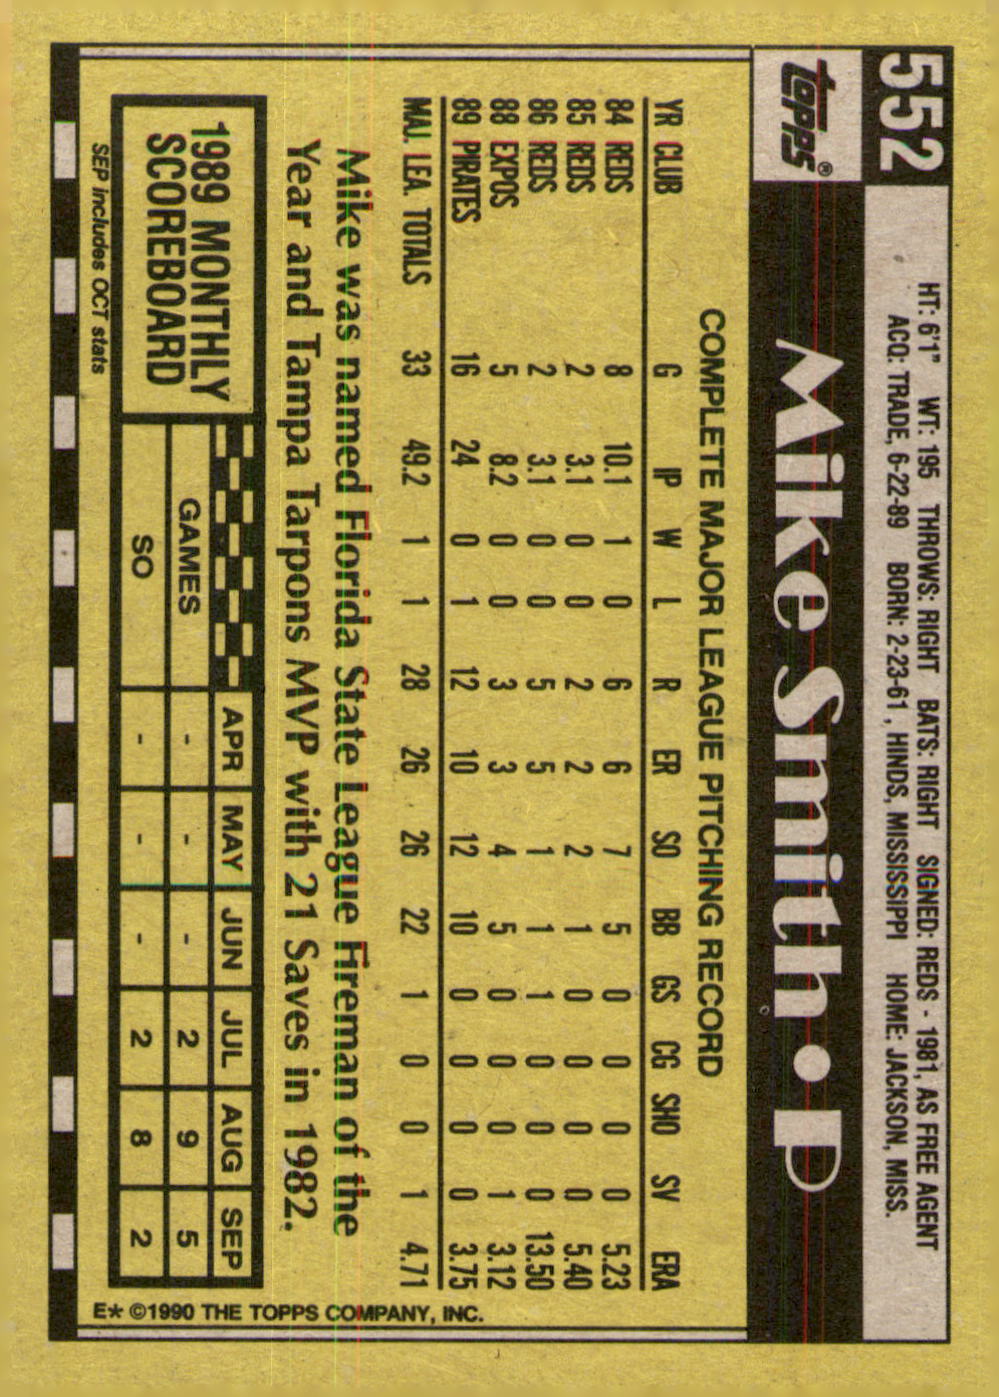 552
HT: 6'1" WT: 195 THROWS: RIGHT BATS: RIGHT SIGNED: REDS - 1981, AS FREE AGENT
ACQ: TRADE, 6-22-89 BORN: 2-23-61, HINDS, MISSISSIPPI HOME: JACKSON, MISS.
topps® Mike Smith • P
COMPLETE MAJOR LEAGUE PITCHING RECORD
YR CLUB G IP W L R ER SO BB GS CG SHO SV ERA
84 REDS 8 10.1 1 0 6 6 7 5 0 0 0 0 5.23
85 REDS 2 3.1 0 0 2 2 2 1 0 0 0 0 5.40
86 REDS 2 3.1 0 0 5 5 1 1 1 0 0 0 13.50
88 EXPOS 5 8.2 0 0 3 3 4 5 0 0 0 1 3.12
89 PIRATES 16 24 0 1 12 10 12 10 0 0 0 0 3.75
MAJ. LEA. TOTALS 33 49.2 1 1 28 26 26 22 1 0 0 1 4.71
Mike was named Florida State League Fireman of the
Year and Tampa Tarpons MVP with 21 Saves in 1982.
1989 MONTHLY
SCOREBOARD
APR MAY JUN JUL AUG SEP
GAMES - - - 2 9 5
SO - - - 2 8 2
SEP includes OCT stats
E* ©1990 THE TOPPS COMPANY, INC.